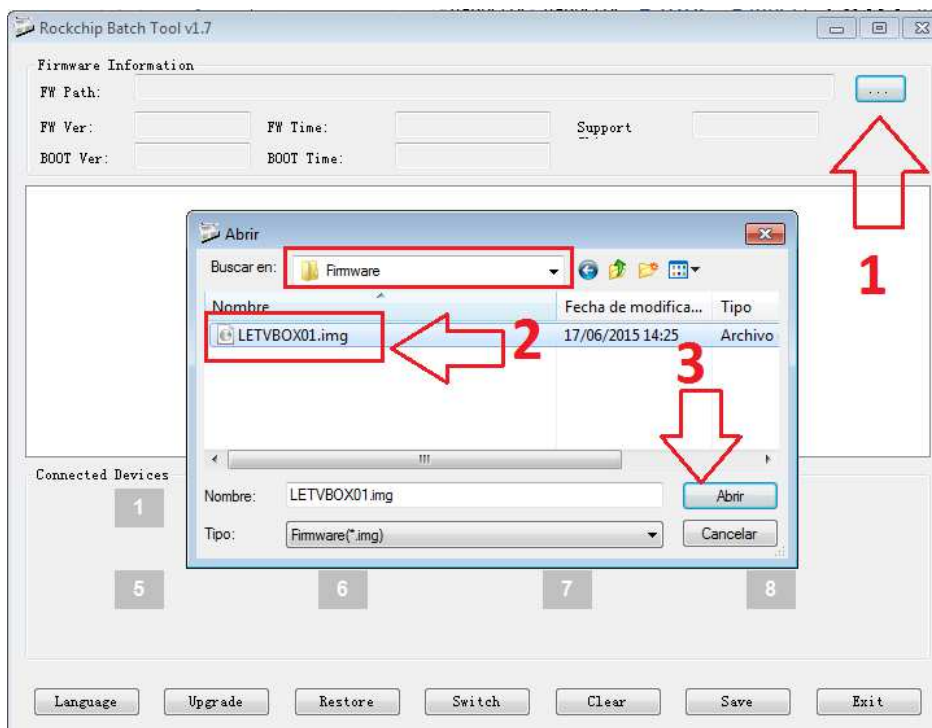 Rockchip Batch Tool v1.7
Firmware Information
FW Path:
...
FW Ver:
FW Time:
Support
BOOT Ver:
BOOT Time:
1
Abrir
Buscar en:
Firmware
Nombre
Fecha de modifica...
Tipo
LETVBOX01.img
17/06/2015 14:25
Archivo
2
3
Connected Devices
1
Nombre:
LETVBOX01.img
Abrir
Tipo:
Firmware(*.img)
Cancelar
5
6
7
8
Language
Upgrade
Restore
Switch
Clear
Save
Exit